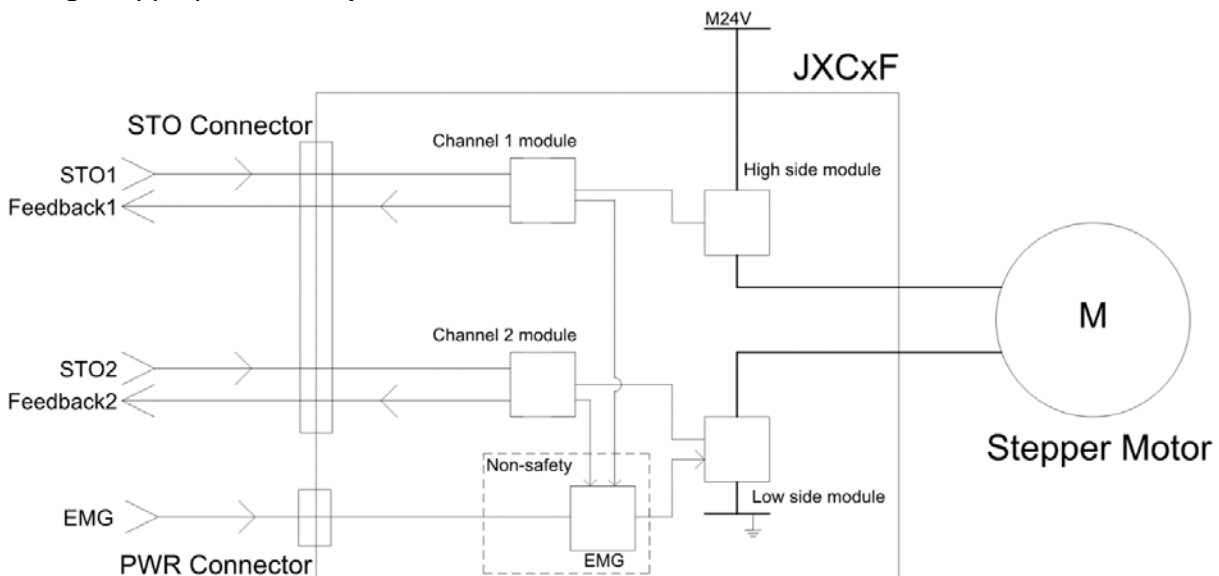 M24V
JXCxF
STO Connector
Channel 1 module
STO1
High side module
Feedback1
M
Channel 2 module
STO2
Feedback2
Stepper Motor
Non-safety
Low side module
EMG
EMG
PWR Connector